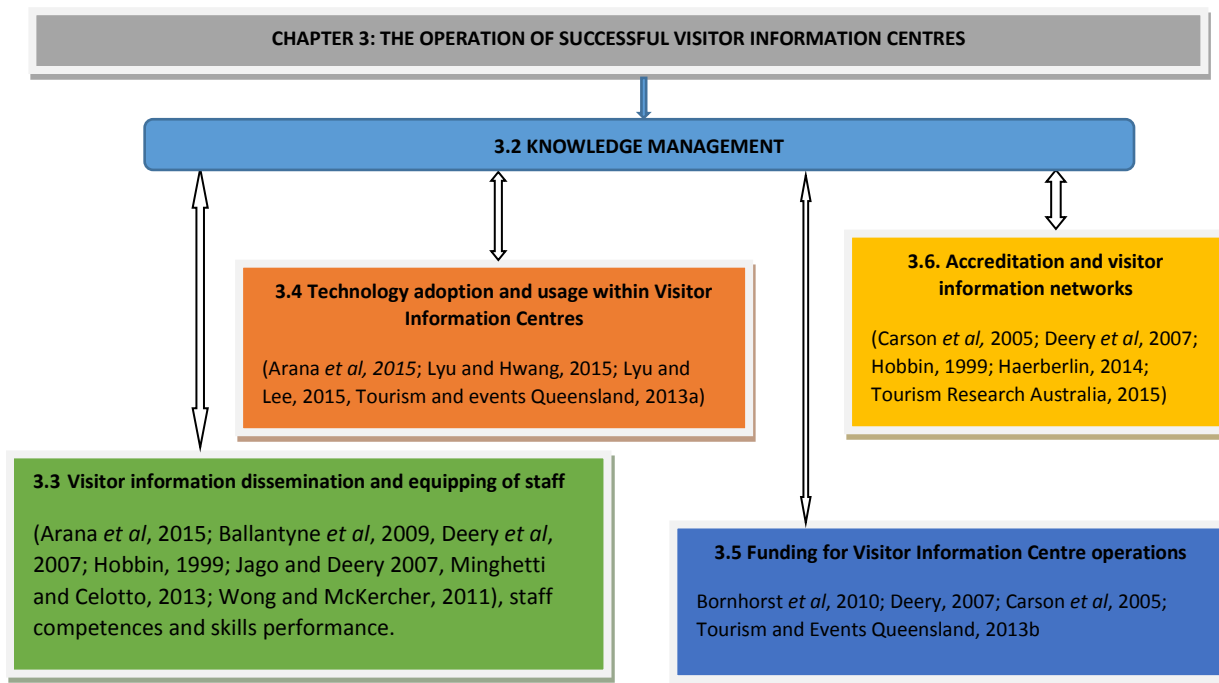 CHAPTER 3: THE OPERATION OF SUCCESSFUL VISITOR INFORMATION CENTRES
3.2 KNOWLEDGE MANAGEMENT
3.4 Technology adoption and usage within Visitor
Information Centres
(Arana et al, 2015; Lyu and Hwang, 2015; Lyu and
Lee, 2015, Tourism and events Queensland, 2013a)
3.6. Accreditation and visitor
information networks
(Carson et al, 2005; Deery et al, 2007;
Hobbin, 1999; Haerberlin, 2014;
Tourism Research Australia, 2015)
3.3 Visitor information dissemination and equipping of staff
(Arana et al, 2015; Ballantyne et al, 2009, Deery et al,
2007; Hobbin, 1999; Jago and Deery 2007, Minghetti
and Celotto, 2013; Wong and McKercher, 2011), staff
competences and skills performance.
3.5 Funding for Visitor Information Centre operations
Bornhorst et al, 2010; Deery, 2007; Carson et al, 2005;
Tourism and Events Queensland, 2013b